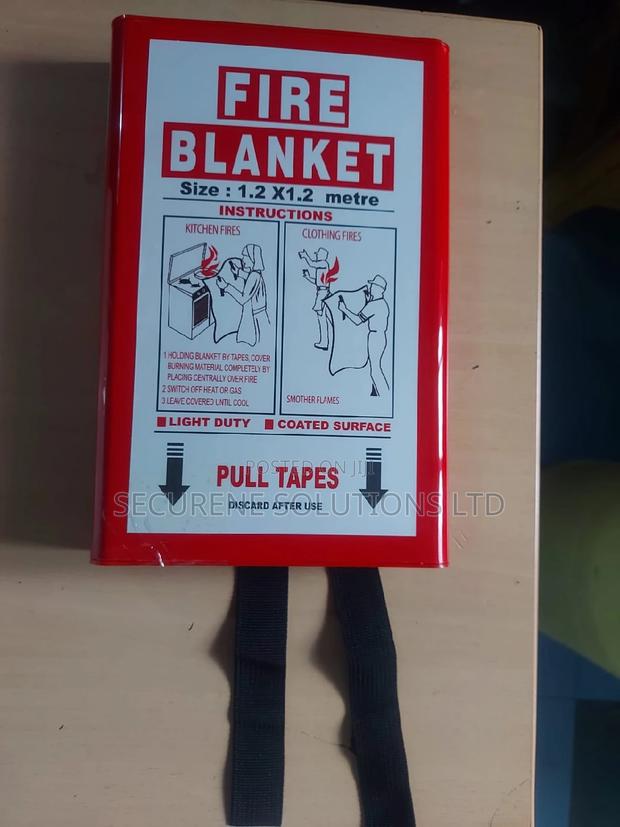 FIRE
BLANKET
Size : 1.2 X1.2 metre
INSTRUCTIONS
KITCHEN FIRES
1 HOLDING BLANKET BY TAPES, COVER
BURNING MATERIAL COMPLETELY BY
PLACING CENTRALLY OVER FIRE
2 SWITCH OFF HEAT OR GAS
3 LEAVE COVERED UNTIL COOL
CLOTHING FIRES
SMOTHER FLAMES
LIGHT DUTY COATED SURFACE
POSTED ON JIJI
PULL TAPES
SECURENE SOLUTIONS LTD
DISCARD AFTER USE